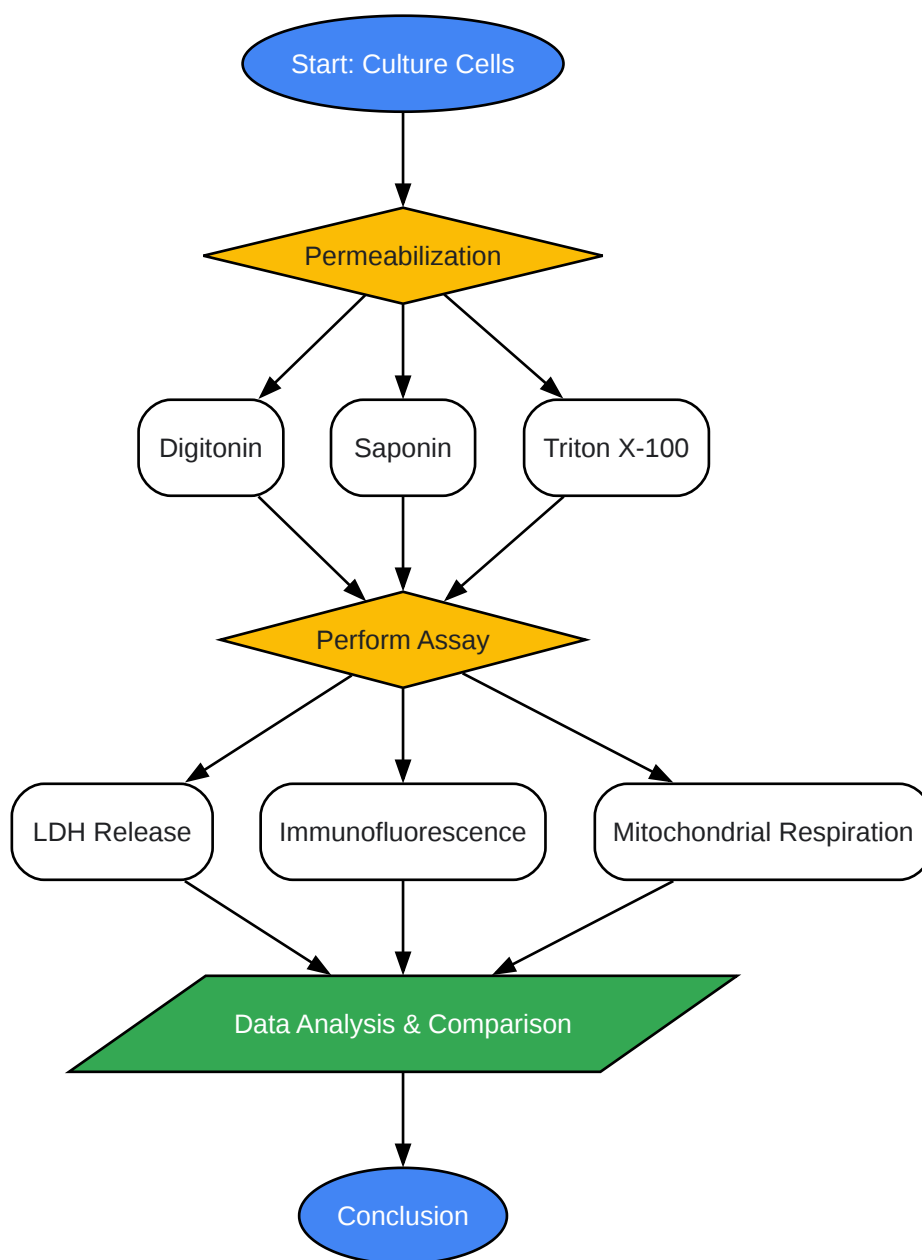 Start: Culture Cells
Permeabilization
Digitonin
Saponin
Triton X-100
Perform Assay
LDH Release
Immunofluorescence
Mitochondrial Respiration
Data Analysis & Comparison
Conclusion